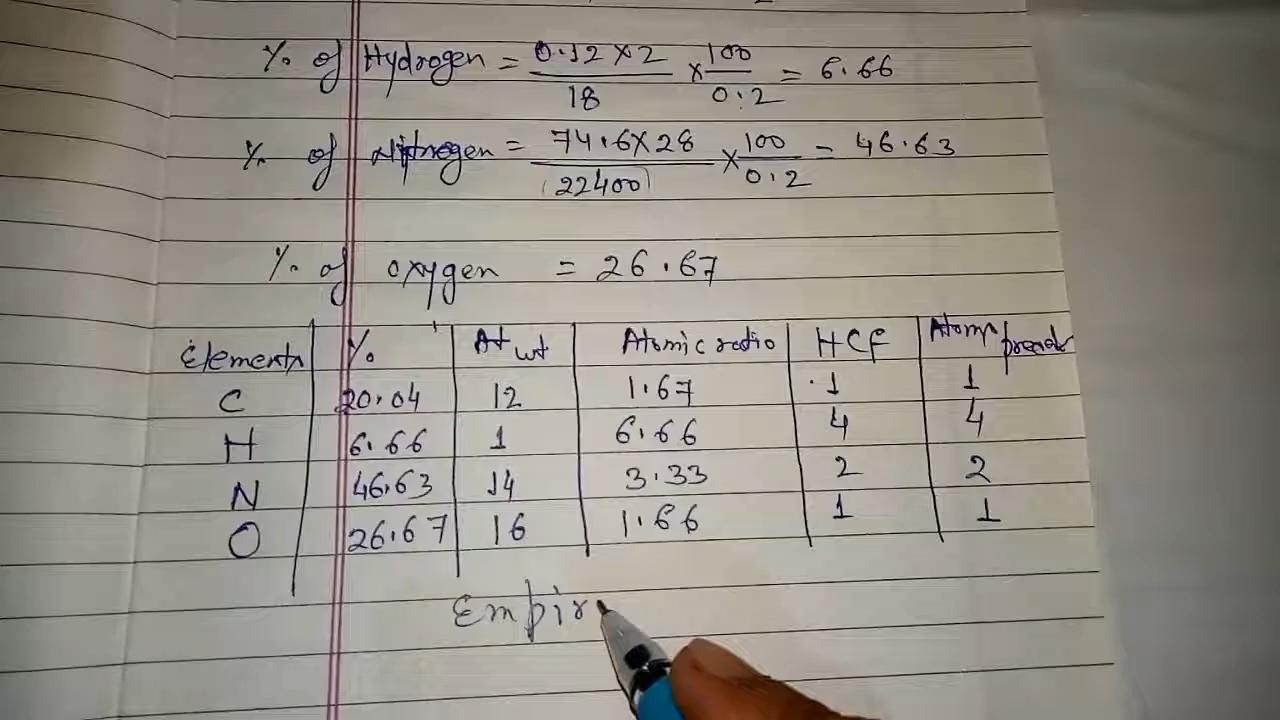 % of Hydrogen = 0.12 × 2 / 18 × 100 / 0.2 = 6.66
% of Nitrogen = 74.6 × 28 / 22400 × 100 / 0.2 = 46.63
% of oxygen = 26.67
Elements % At wt Atomic ratio HCF Atoms
C 20.04 12 1.67 1 1
H 6.66 1 6.66 4 4
N 46.63 14 3.33 2 2
O 26.67 16 1.66 1 1
Empir